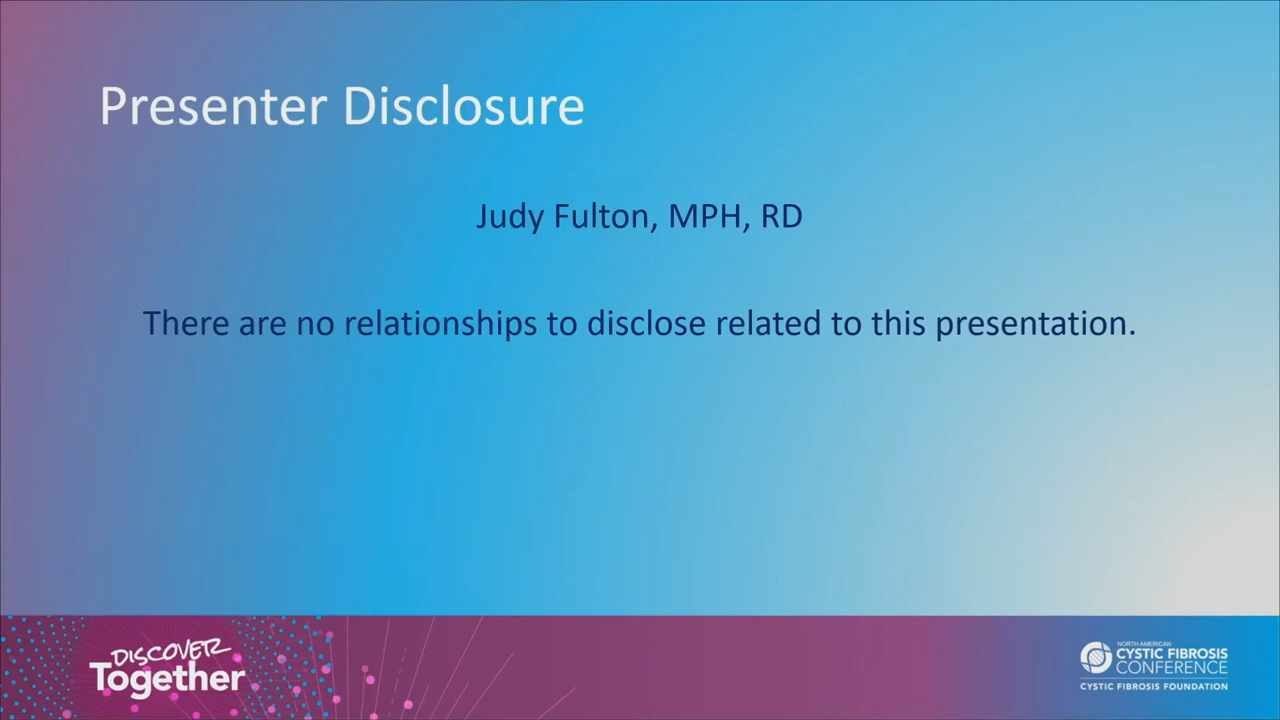 Presenter Disclosure
Judy Fulton, MPH, RD
There are no relationships to disclose related to this presentation.
DISCOVER
Together
NORTH AMERICAN
CYSTIC FIBROSIS
CONFERENCE
CYSTIC FIBROSIS FOUNDATION